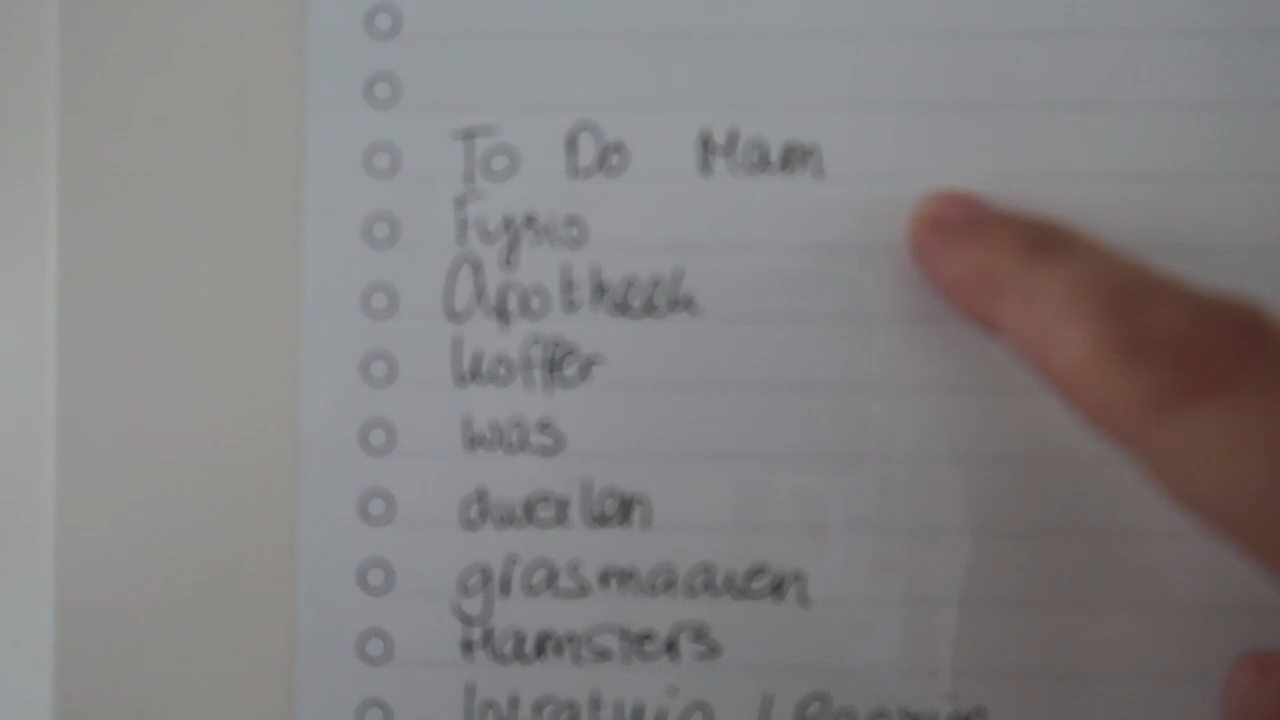 To Do Mam
Fysio
Apotheek
koffer
was
dweilen
grasmaaien
Hamsters